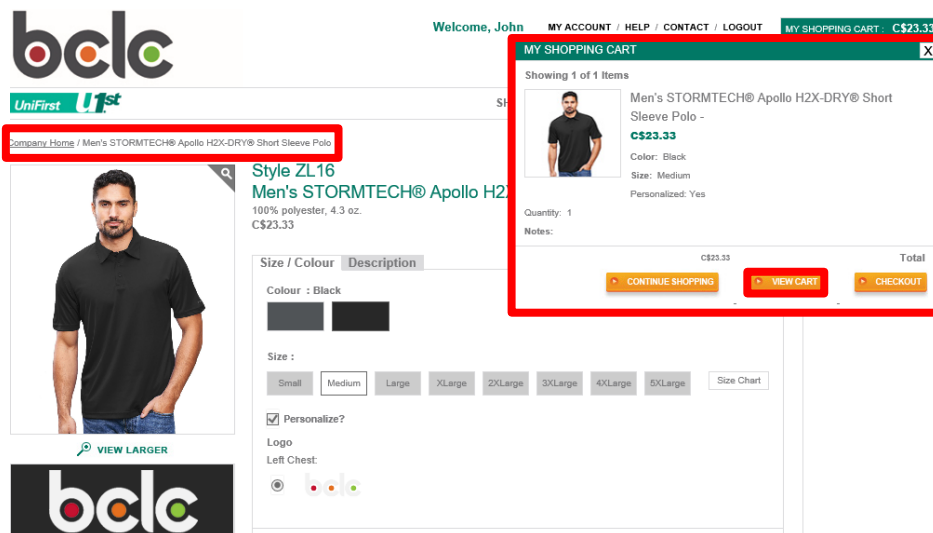 bclc
Welcome, John MY ACCOUNT / HELP / CONTACT / LOGOUT MY SHOPPING CART : C$23.33
MY SHOPPING CART X
Showing 1 of 1 Items
Men's STORMTECH® Apollo H2X-DRY® Short
Sleeve Polo -
C$23.33
Color: Black
Size: Medium
Personalized: Yes
Quantity: 1
Notes:
C$23.33 Total
CONTINUE SHOPPING VIEW CART CHECKOUT
UniFirst U1st
Company Home / Men's STORMTECH® Apollo H2X-DRY® Short Sleeve Polo
Style ZL16
Men's STORMTECH® Apollo
100% polyester, 4.3 oz.
C$23.33
Size / Colour Description
Colour : Black
Size :
Small Medium Large XLarge 2XLarge 3XLarge 4XLarge 5XLarge Size Chart
Personalize?
Logo
Left Chest:
bclc
VIEW LARGER
bclc